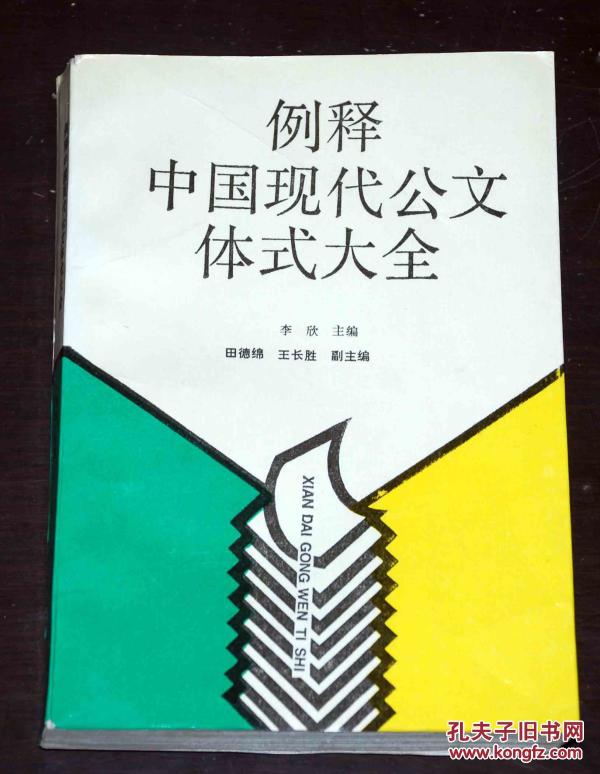 例释
中国现代公文
体式大全
李欣 主编
田德绵 王长胜 副主编
XIAN DAI GONG WEN TI SHI
孔夫子旧书网
www.kongfz.com